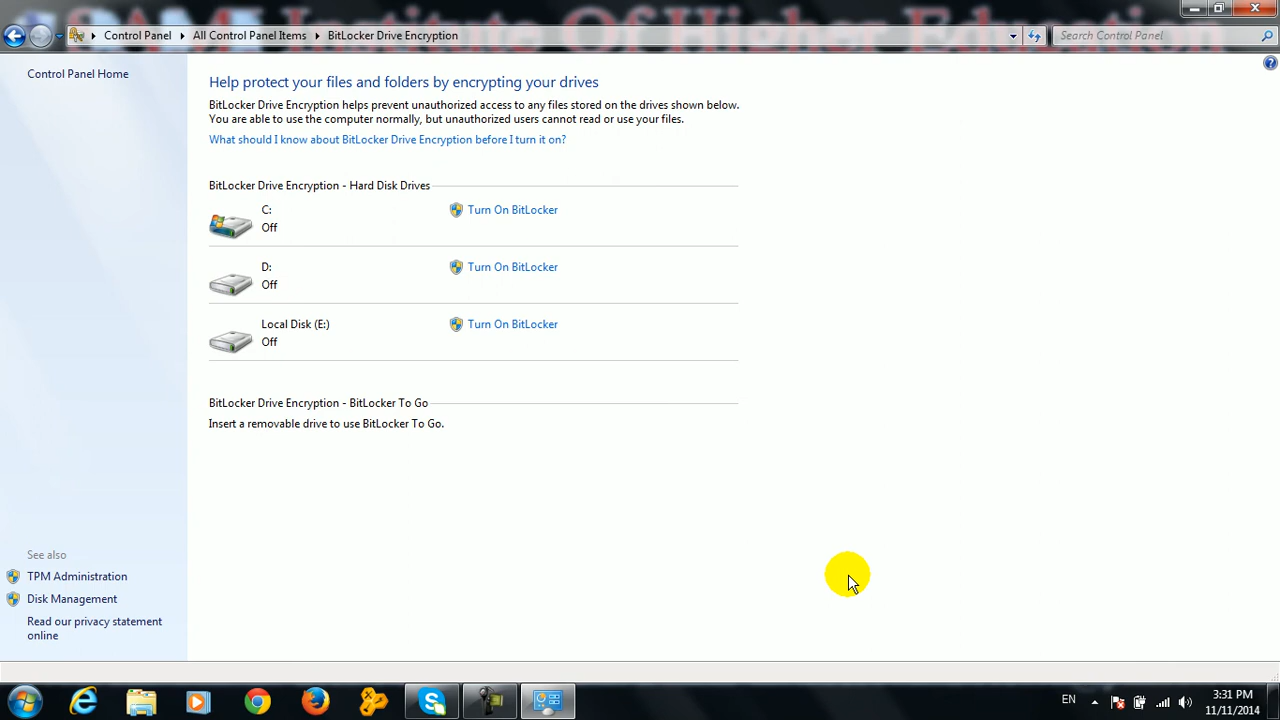 Institute Of Higher Education
Control Panel
All Control Panel Items
BitLocker Drive Encryption
Search Control Panel
Control Panel Home
Help protect your files and folders by encrypting your drives
BitLocker Drive Encryption helps prevent unauthorized access to any files stored on the drives shown below.
You are able to use the computer normally, but unauthorized users cannot read or use your files.
What should I know about BitLocker Drive Encryption before I turn it on?
BitLocker Drive Encryption - Hard Disk Drives
C:
Turn On BitLocker
Off
D:
Turn On BitLocker
Off
Local Disk (E:)
Turn On BitLocker
Off
BitLocker Drive Encryption - BitLocker To Go
Insert a removable drive to use BitLocker To Go.
See also
TPM Administration
Disk Management
Read our privacy statement
online
EN
3:31 PM
11/11/2014